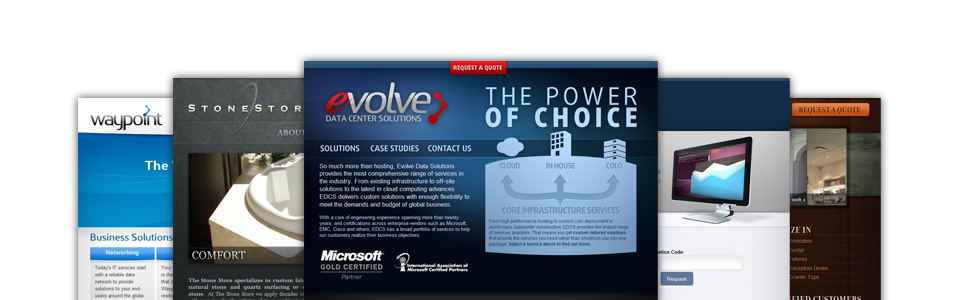 waypoint
The
Business Solutions
Networking
Today's IT services start
with a reliable data
network to provide
solutions to your end-
users around the globe
STONE STORE
ABOU
COMFORT
The Stone Store specializes in custom fab
natural stone and quartz surfacing or
stone. At The Stone Store we apply decades
REQUEST A QUOTE
evolve
DATA CENTER SOLUTIONS
THE POWER
OF CHOICE
SOLUTIONS CASE STUDIES CONTACT US
So much more than hosting, Evolve Data Solutions
provides the most comprehensive range of services in
the industry. From existing infrastructure to off-site
solutions to the latest in cloud computing advances
EDCS delivers custom solutions with enough flexibility to
meet the demands and budget of global business.
With a core of engineering experience spanning more than twenty
years, and certifications across enterprise vendors such as Microsoft,
EMC, Cisco and others, EDCS has a broad portfolio of services to help
our customers realize their business objectives.
Microsoft
GOLD CERTIFIED
Partner
International Association of
Microsoft Certified Partners
CLOUD IN HOUSE COLO
CORE INFRASTRUCTURE SERVICES
From high performance hosting to custom colo deployment to
world-class datacenter construction, EDCS provides the widest range
of services available. That means you get custom tailored solutions
that provide the services you need rather than shoehorn you into one
package. Select a service above to find out more.
ation Code
Request
REQUEST A QUOTE
ZE IN
Remodels
Dental
Fixtures
Reception Desks
Granite Tops
FIED CUSTOMERS